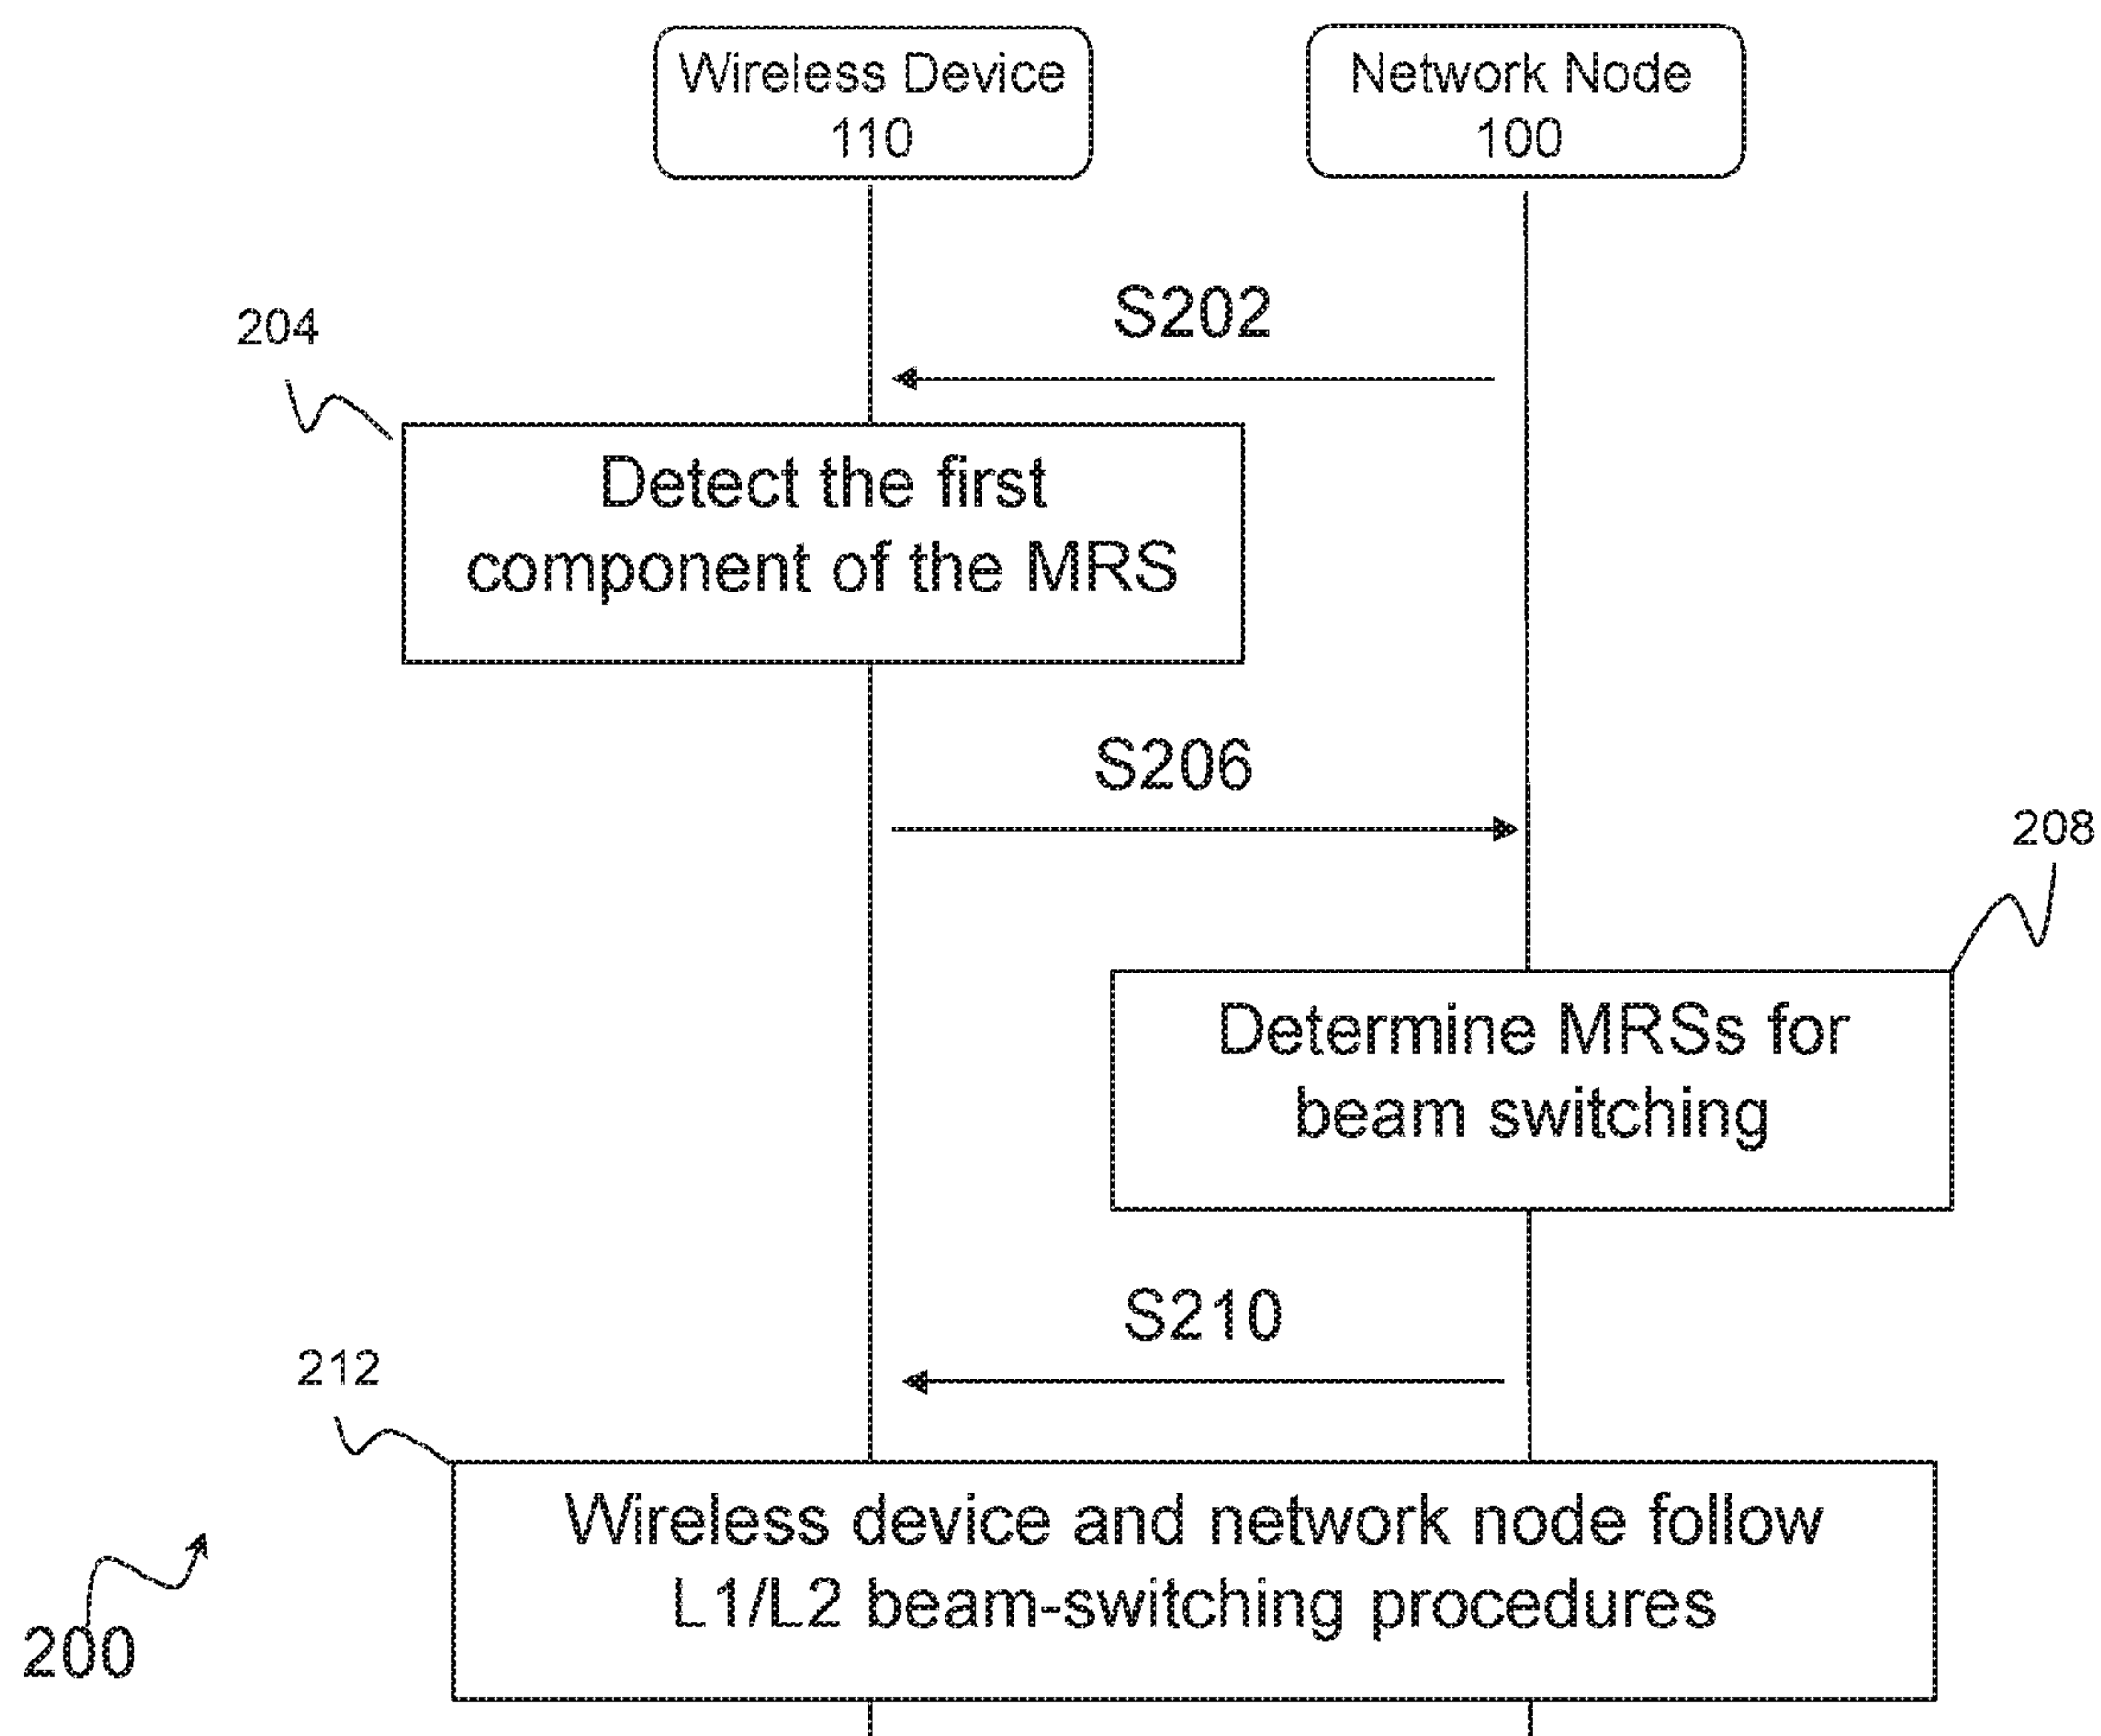 Wireless Device
110
Network Node
100
S202
204
Detect the first
component of the MRS
S206
208
Determine MRSs for
beam switching
S210
212
Wireless device and network node follow
L1/L2 beam-switching procedures
200